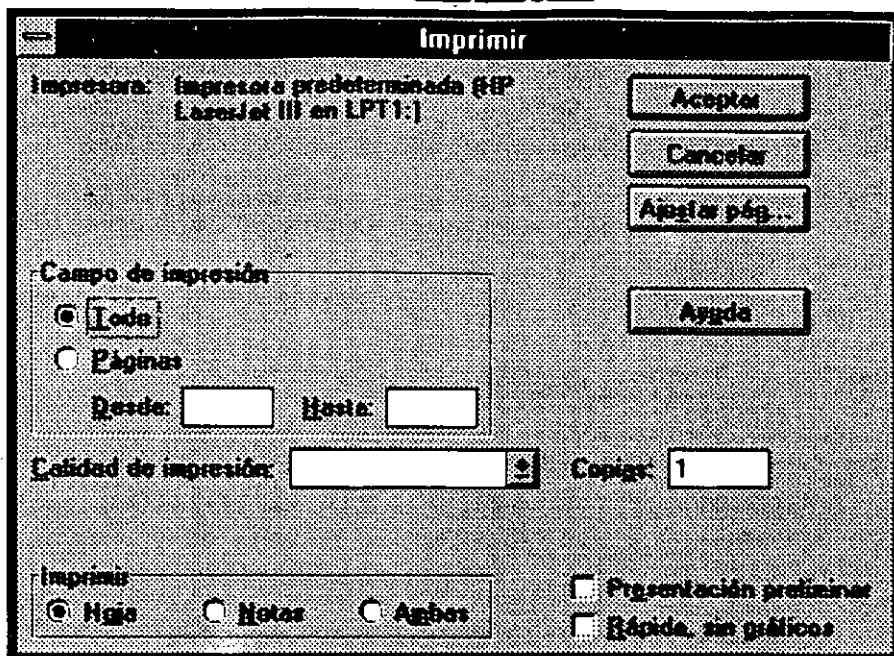 Imprimir
Impresora: Impresora predeterminada (HP
LaserJet III en LPT1:)
Aceptar
Cancelar
Ajustar pág...
Campo de impresión
Todo
Páginas
Desde: Hasta:
Ayuda
Calidad de impresión: Copias: 1
Imprimir
Hoja Notas Ambas
Presentación preliminar
Rápida, sin gráficos